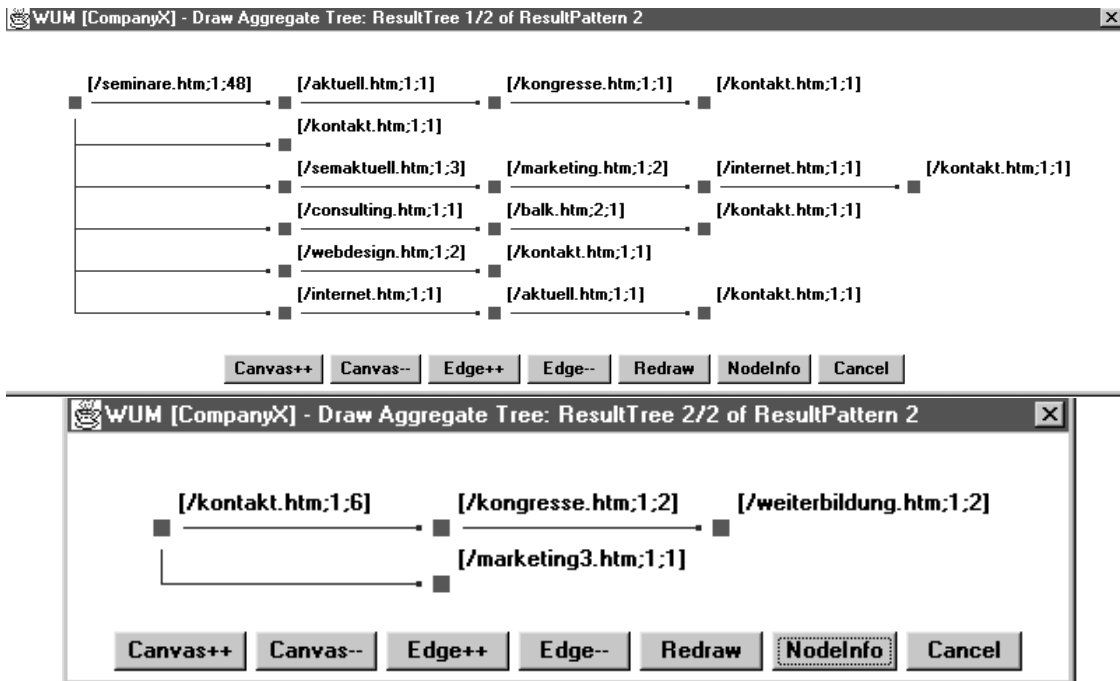 WUM [CompanyX] - Draw Aggregate Tree: ResultTree 1/2 of ResultPattern 2
[/seminare.htm;1;48] [/aktuell.htm;1;1] [/kongresse.htm;1;1] [/kontakt.htm;1;1]
[/kontakt.htm;1;1]
[/semaktuell.htm;1;3] [/marketing.htm;1;2] [/internet.htm;1;1] [/kontakt.htm;1;1]
[/consulting.htm;1;1] [/balk.htm;2;1] [/kontakt.htm;1;1]
[/webdesign.htm;1;2] [/kontakt.htm;1;1]
[/internet.htm;1;1] [/aktuell.htm;1;1] [/kontakt.htm;1;1]
Canvas++ Canvas-- Edge++ Edge-- Redraw NodeInfo Cancel
WUM [CompanyX] - Draw Aggregate Tree: ResultTree 2/2 of ResultPattern 2
[/kontakt.htm;1;6] [/kongresse.htm;1;2] [/weiterbildung.htm;1;2]
[/marketing3.htm;1;1]
Canvas++ Canvas-- Edge++ Edge-- Redraw NodeInfo Cancel